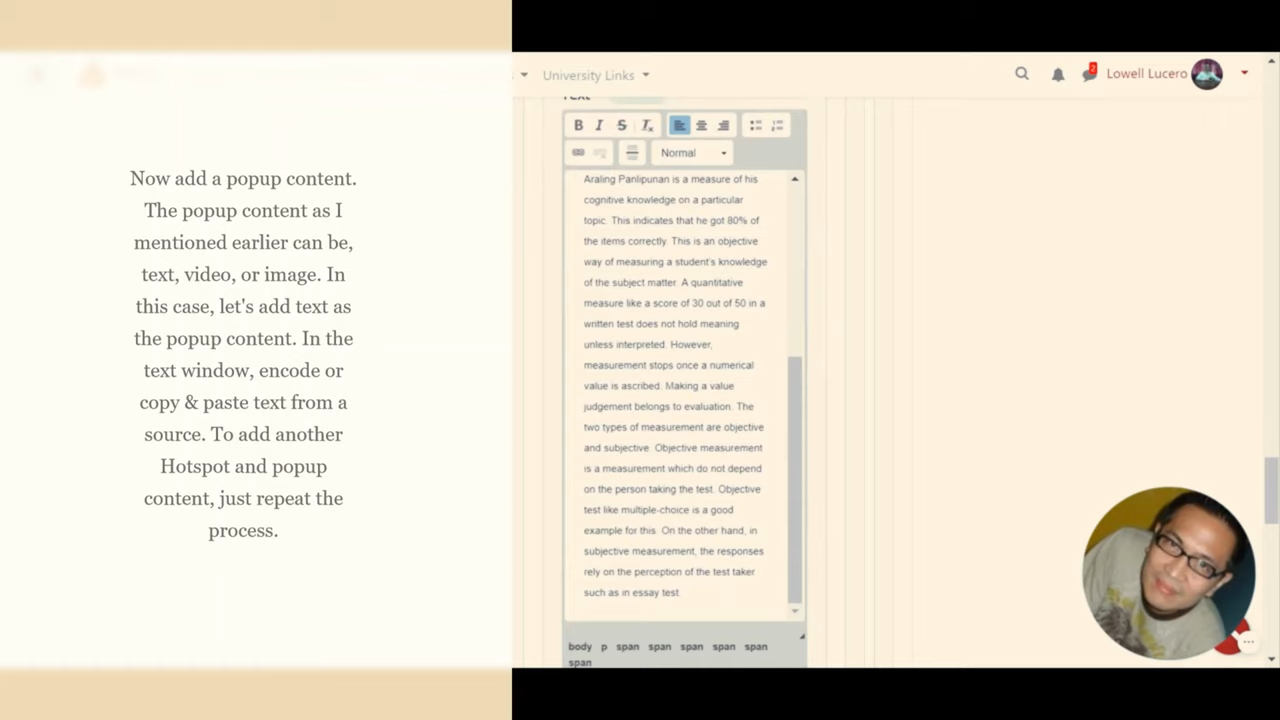 Now add a popup content.
The popup content as I
mentioned earlier can be,
text, video, or image. In
this case, let's add text as
the popup content. In the
text window, encode or
copy & paste text from a
source. To add another
Hotspot and popup
content, just repeat the
process.
University Links
2
Lowell Lucero
Text
B I S Tx
Normal
Araling Panlipunan is a measure of his
cognitive knowledge on a particular
topic. This indicates that he got 80% of
the items correctly. This is an objective
way of measuring a student's knowledge
of the subject matter. A quantitative
measure like a score of 30 out of 50 in a
written test does not hold meaning
unless interpreted. However,
measurement stops once a numerical
value is ascribed. Making a value
judgement belongs to evaluation. The
two types of measurement are objective
and subjective. Objective measurement
is a measurement which do not depend
on the person taking the test. Objective
test like multiple-choice is a good
example for this. On the other hand, in
subjective measurement, the responses
rely on the perception of the test taker
such as in essay test.
body p span span span span span
span